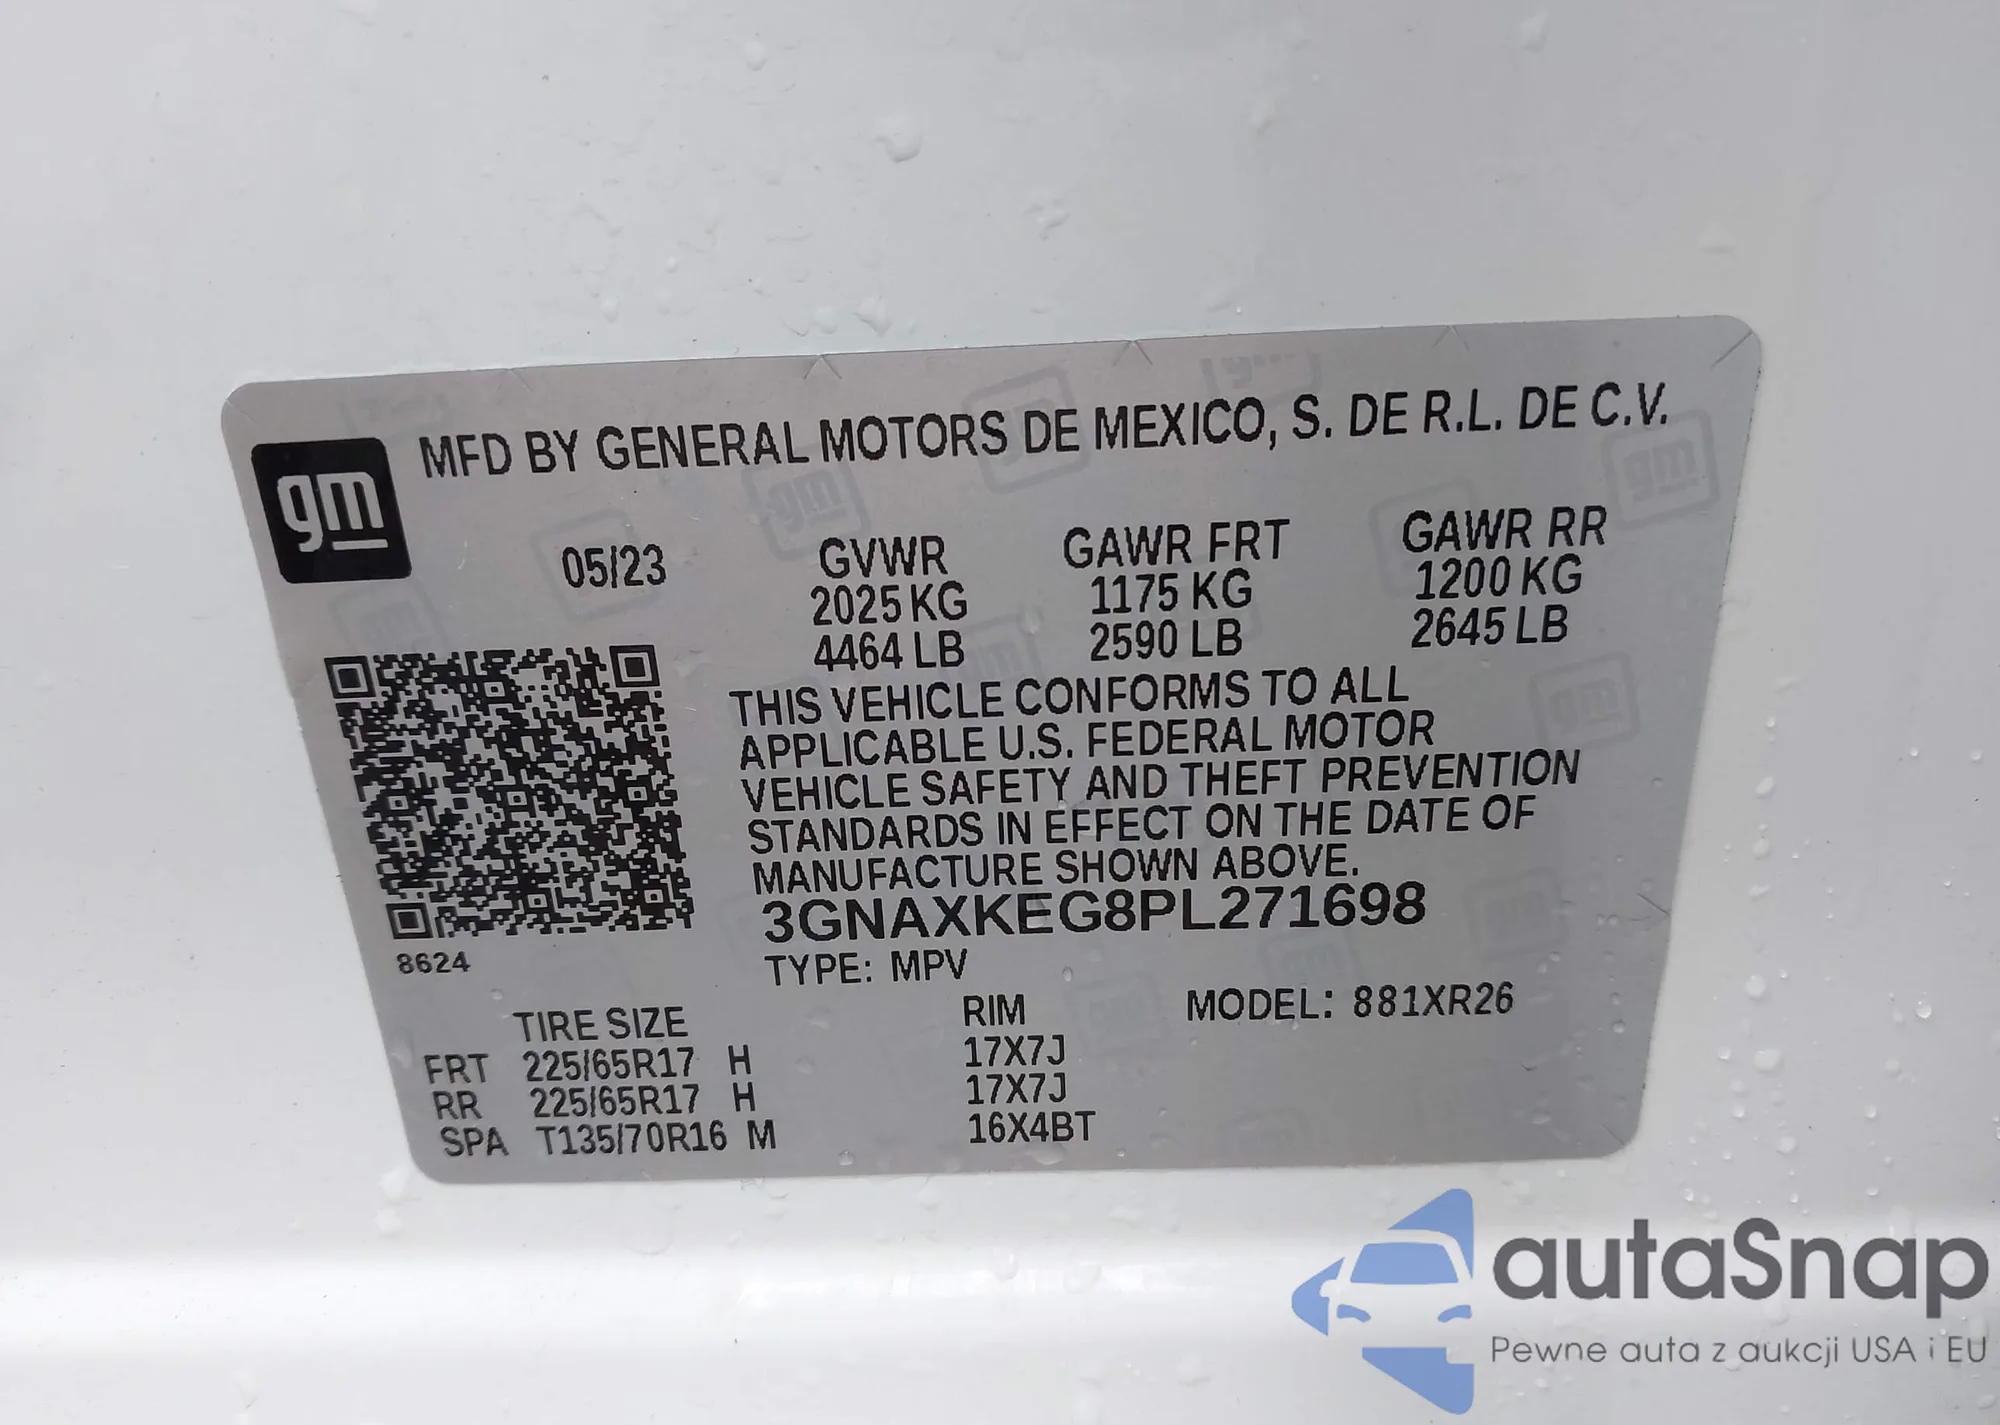 MFD BY GENERAL MOTORS DE MEXICO, S. DE R.L. DE C.V.
gm
05/23
GVWR GAWR FRT GAWR RR
2025 KG 1175 KG 1200 KG
4464 LB 2590 LB 2645 LB
THIS VEHICLE CONFORMS TO ALL
APPLICABLE U.S. FEDERAL MOTOR
VEHICLE SAFETY AND THEFT PREVENTION
STANDARDS IN EFFECT ON THE DATE OF
MANUFACTURE SHOWN ABOVE.
3GNAXKEG8PL271698
8624
TYPE: MPV
TIRE SIZE RIM MODEL: 881XR26
FRT 225/65R17 H 17X7J
RR 225/65R17 H 17X7J
SPA T135/70R16 M 16X4BT
autaSnap
Pewne auta z aukcji USA i EU